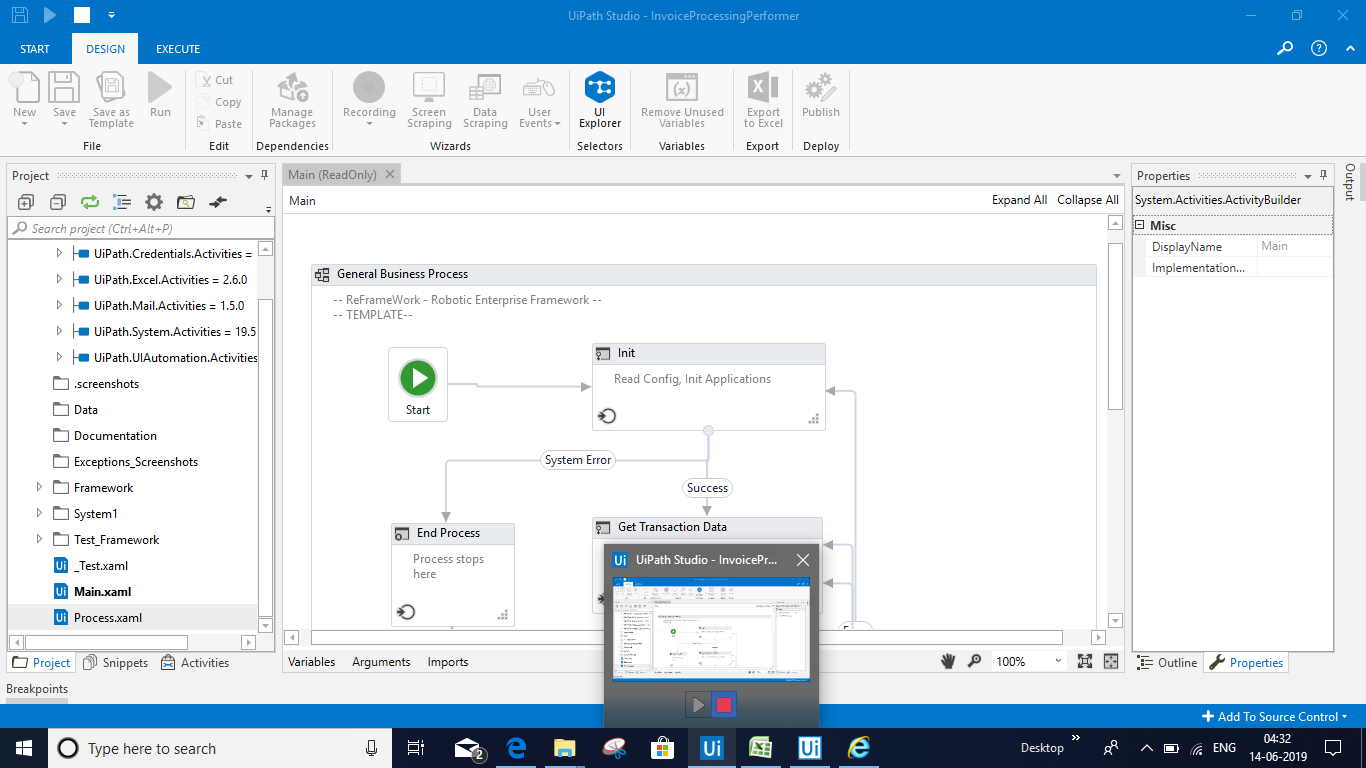 UiPath Studio - InvoiceProcessingPerformer
START DESIGN EXECUTE
New Save Save as Template Run
Cut
Copy
Paste
Manage Packages
Recording Screen Scraping Data Scraping User Events
UI Explorer
Remove Unused Variables
Export to Excel
Publish
File Edit Dependencies Wizards Selectors Variables Export Deploy
Project
Search project (Ctrl+Alt+P)
UiPath.Credentials.Activities =
UiPath.Excel.Activities = 2.6.0
UiPath.Mail.Activities = 1.5.0
UiPath.System.Activities = 19.5
UiPath.UIAutomation.Activities
.screenshots
Data
Documentation
Exceptions_Screenshots
Framework
System1
Test_Framework
_Test.xaml
Main.xaml
Process.xaml
Project Snippets Activities
Main (ReadOnly)
Main
Expand All Collapse All
General Business Process
-- ReFrameWork - Robotic Enterprise Framework --
-- TEMPLATE--
Start
Init
Read Config, Init Applications
System Error
Success
End Process
Process stops
here
Get Transaction Data
Variables Arguments Imports
100%
Properties
System.Activities.ActivityBuilder
Misc
DisplayName Main
Implementation...
Outline Properties
Output
Breakpoints
Ui UiPath Studio - InvoicePr...
Add To Source Control
Type here to search
2
Ui
Ui
Desktop
ENG
04:32
14-06-2019